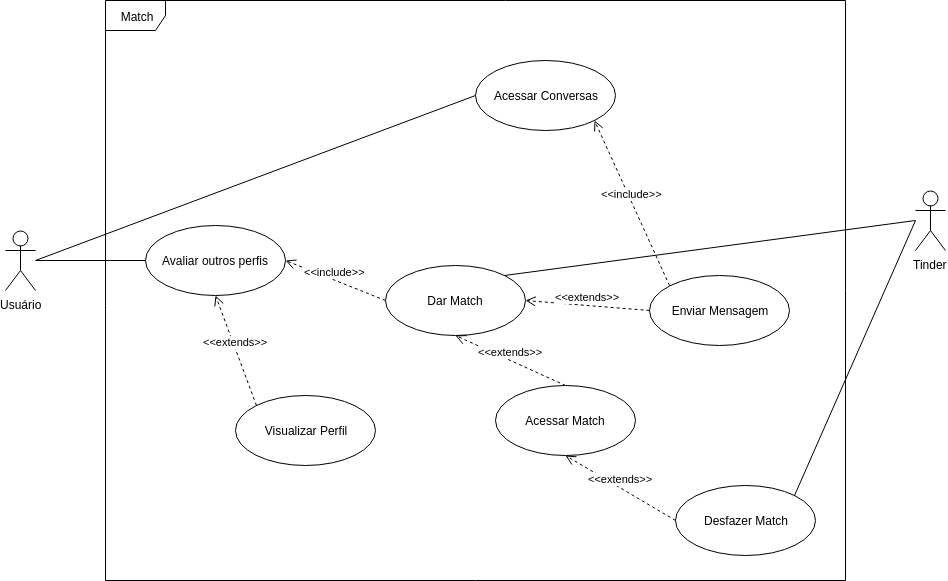 Match
Acessar Conversas
<<include>>
Usuário
Avaliar outros perfis
<<include>>
Tinder
Dar Match
<<extends>>
Enviar Mensagem
<<extends>>
<<extends>>
Visualizar Perfil
Acessar Match
<<extends>>
Desfazer Match